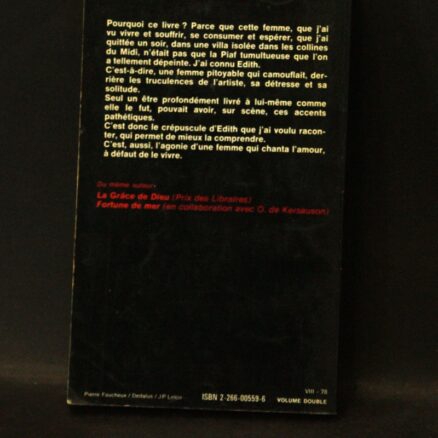 Pourquoi ce livre ? Parce que cette femme, que j'ai
vu vivre et souffrir, se consumer et espérer, que j'ai
quittée un soir, dans une villa isolée dans les collines
du Midi, n'était pas que la Piaf tumultueuse que l'on
a tellement dépeinte. J'ai connu Edith.
C'est-à-dire, une femme pitoyable qui camouflait, der-
rière les truculences de l'artiste, sa détresse et sa
solitude.
Seul un être profondément livré à lui-même comme
elle le fut, pouvait avoir, sur scène, ces accents
pathétiques.
C'est donc le crépuscule d'Edith que j'ai voulu racon-
ter, qui permet de mieux la comprendre.
C'est, aussi, l'agonie d'une femme qui chanta l'amour,
à défaut de le vivre.
Du même auteur
La Grâce de Dieu (Prix des Libraires)
Fortune de mer (en collaboration avec O. de Kersauson)
VIII - 78
Pierre Faucheux / Dedalus / J.P Leloir
ISBN 2-266-00559-6
VOLUME DOUBLE